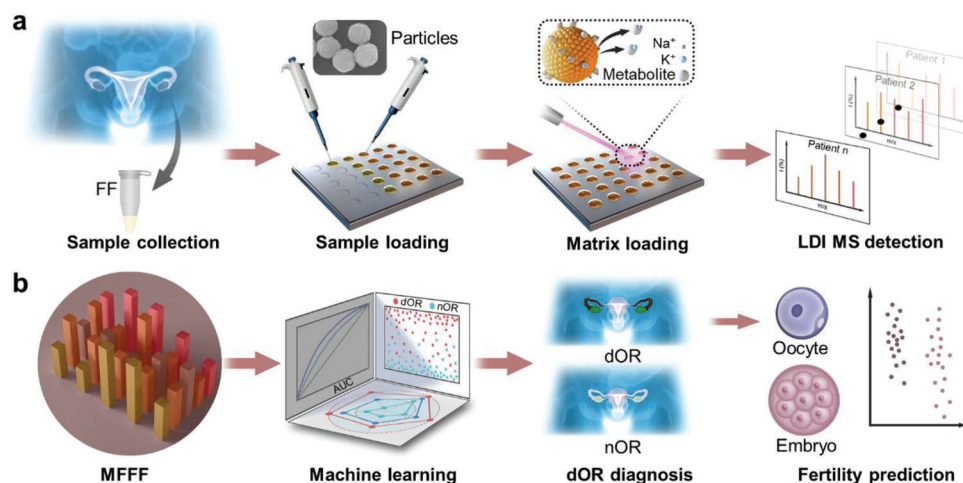 a
Particles
Na⁺
K⁺
Metabolite
FF
Patient 1
Patient 2
I (%)
m/z
Patient n
I (%)
m/z
Sample collection
Sample loading
Matrix loading
LDI MS detection
b
dOR nOR
AUC
dOR
nOR
Oocyte
Embryo
MFFF
Machine learning
dOR diagnosis
Fertility prediction